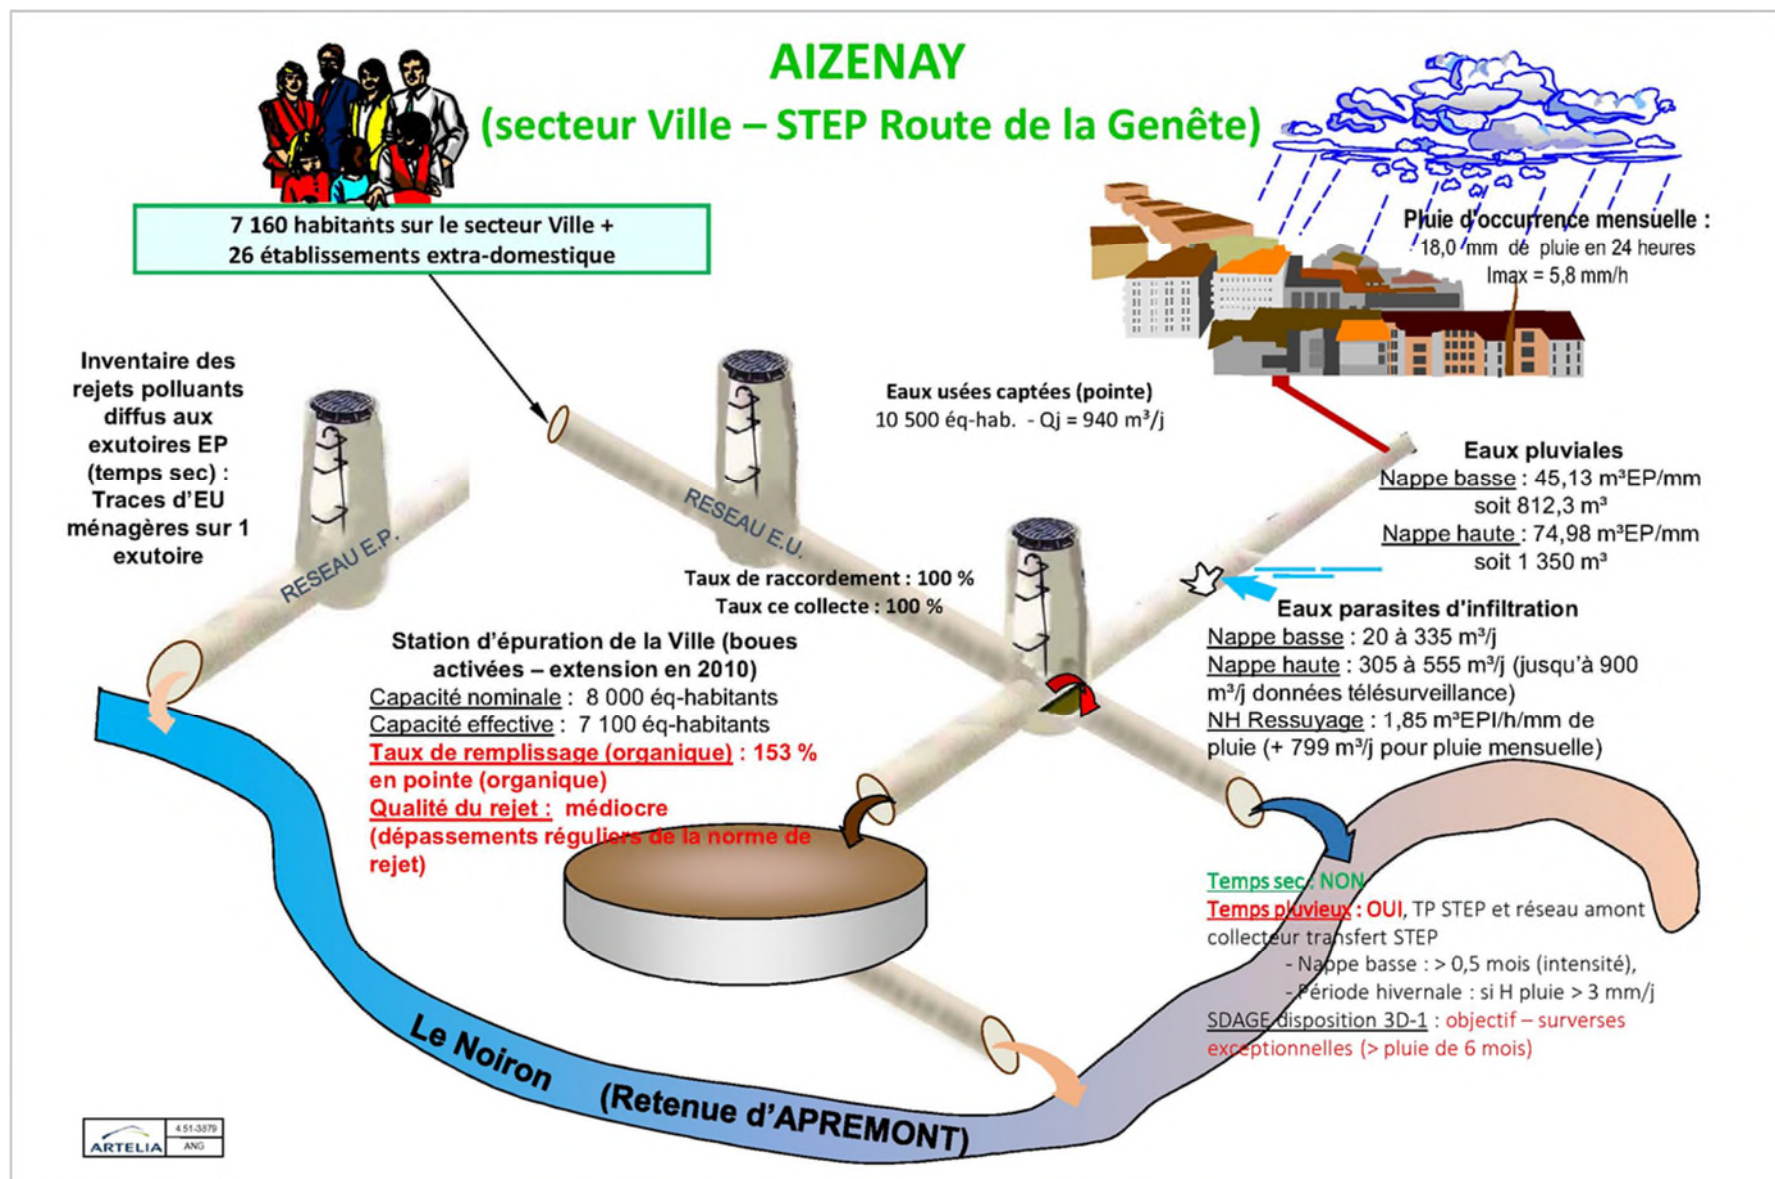 AIZENAY
(secteur Ville – STEP Route de la Genête)
7 160 habitants sur le secteur Ville +
26 établissements extra-domestique
Pluie d'occurrence mensuelle :
18,0 mm de pluie en 24 heures
Imax = 5,8 mm/h
Inventaire des
rejets polluants
diffus aux
exutoires EP
(temps sec) :
Traces d'EU
ménagères sur 1
exutoire
RESEAU E.P.
RESEAU E.U.
Eaux usées captées (pointe)
10 500 éq-hab. - Qj = 940 m³/j
Eaux pluviales
Nappe basse : 45,13 m³EP/mm
soit 812,3 m³
Nappe haute : 74,98 m³EP/mm
soit 1 350 m³
Taux de raccordement : 100 %
Taux ce collecte : 100 %
Eaux parasites d'infiltration
Nappe basse : 20 à 335 m³/j
Nappe haute : 305 à 555 m³/j (jusqu'à 900
m³/j données télésurveillance)
NH Ressuyage : 1,85 m³EPI/h/mm de
pluie (+ 799 m³/j pour pluie mensuelle)
Station d'épuration de la Ville (boues
activées – extension en 2010)
Capacité nominale : 8 000 éq-habitants
Capacité effective : 7 100 éq-habitants
Taux de remplissage (organique) : 153 %
en pointe (organique)
Qualité du rejet : médiocre
(dépassements réguliers de la norme de
rejet)
Temps sec : NON
Temps pluvieux : OUI, TP STEP et réseau amont
collecteur transfert STEP
- Nappe basse : > 0,5 mois (intensité),
- Période hivernale : si H pluie > 3 mm/j
SDAGE disposition 3D-1 : objectif – surverses
exceptionnelles (> pluie de 6 mois)
Le Noiron (Retenue d'APREMONT)
ARTELIA
4.51-3879
ANG